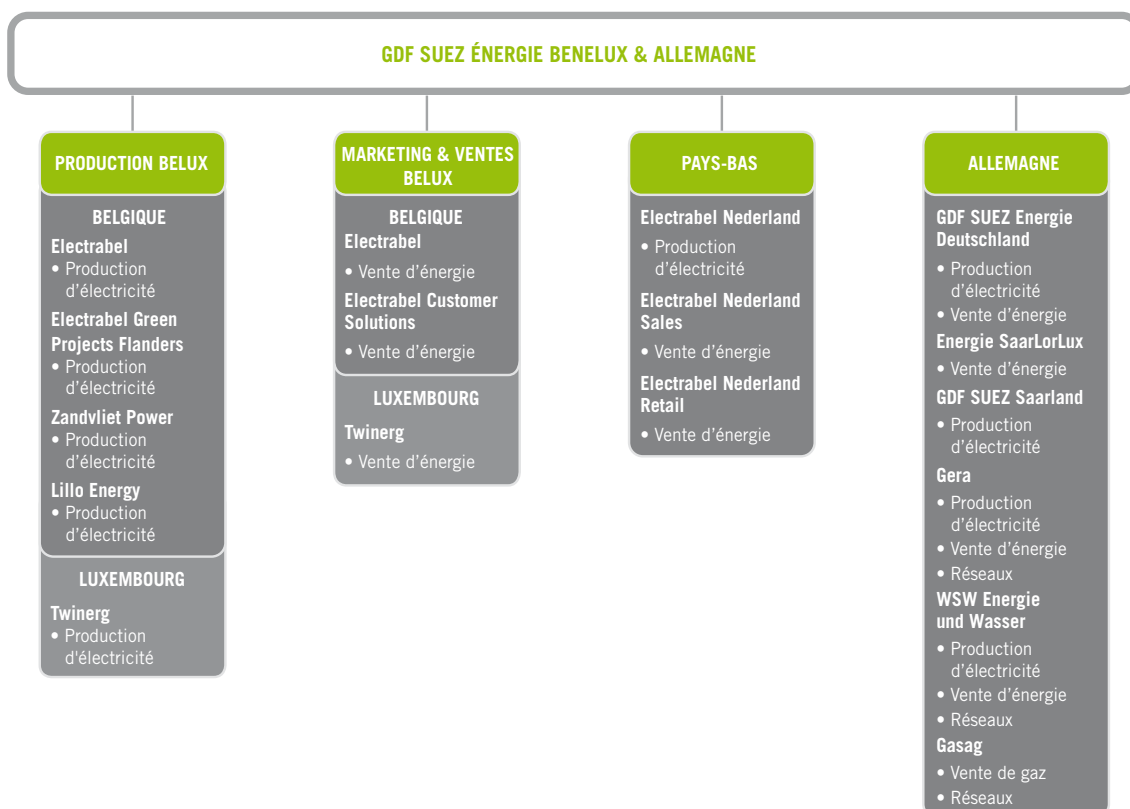 GDF SUEZ ÉNERGIE BENELUX & ALLEMAGNE
PRODUCTION BELUX
BELGIQUE
Electrabel
• Production
d’électricité
Electrabel Green
Projects Flanders
• Production
d’électricité
Zandvliet Power
• Production
d’électricité
Lillo Energy
• Production
d’électricité
LUXEMBOURG
Twinerg
• Production
d'électricité
MARKETING & VENTES
BELUX
BELGIQUE
Electrabel
• Vente d’énergie
Electrabel Customer
Solutions
• Vente d’énergie
LUXEMBOURG
Twinerg
• Vente d’énergie
PAYS-BAS
Electrabel Nederland
• Production
d’électricité
Electrabel Nederland
Sales
• Vente d’énergie
Electrabel Nederland
Retail
• Vente d’énergie
ALLEMAGNE
GDF SUEZ Energie
Deutschland
• Production
d’électricité
• Vente d’énergie
Energie SaarLorLux
• Vente d’énergie
GDF SUEZ Saarland
• Production
d’électricité
Gera
• Production
d’électricité
• Vente d’énergie
• Réseaux
WSW Energie
und Wasser
• Production
d’électricité
• Vente d’énergie
• Réseaux
Gasag
• Vente de gaz
• Réseaux